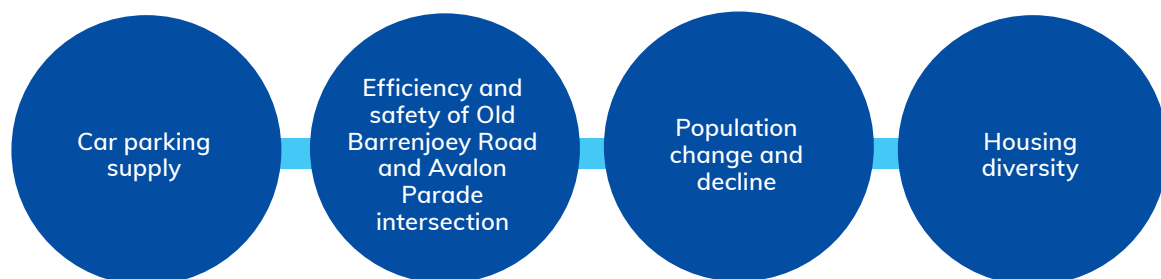 Car parking
supply
Efficiency and
safety of Old
Barrenjoey Road
and Avalon
Parade
intersection
Population
change and
decline
Housing
diversity